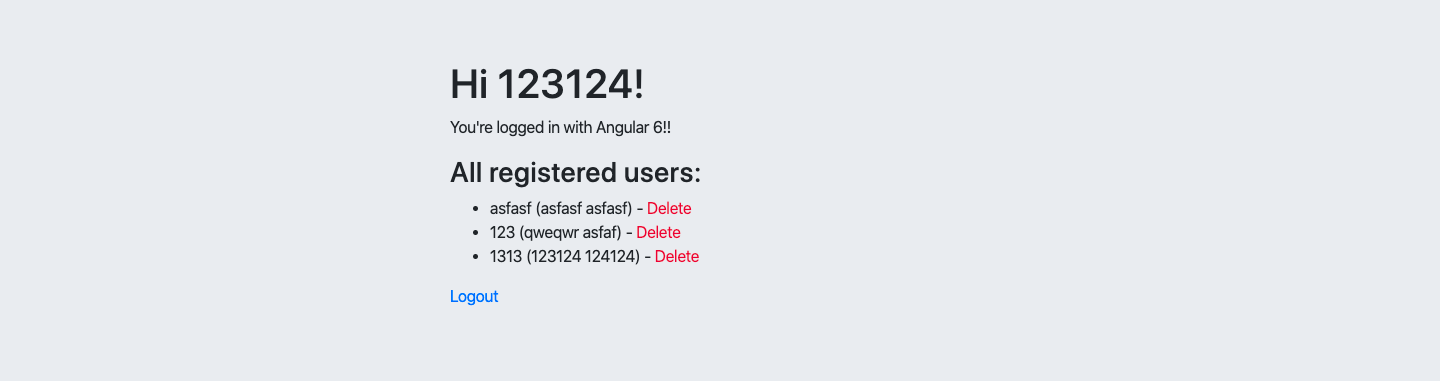 Hi 123124!
You're logged in with Angular 6!!
All registered users:
asfasf (asfasf asfasf) - Delete
123 (qweqwr asfaf) - Delete
1313 (123124 124124) - Delete
Logout